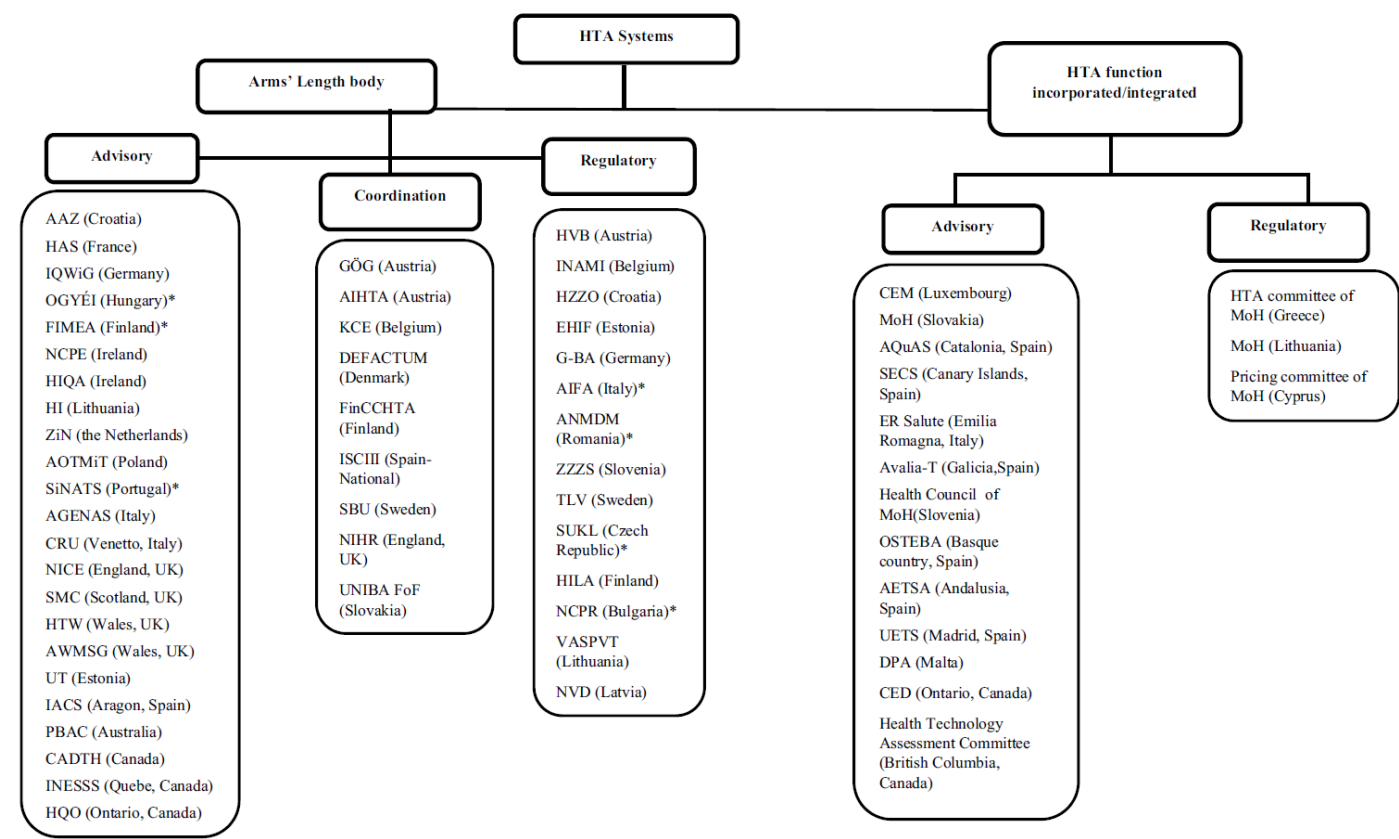 HTA Systems
Arms’ Length body
HTA function
incorporated/integrated
Advisory
AAZ (Croatia)
HAS (France)
IQWiG (Germany)
OGYÉI (Hungary)*
FIMEA (Finland)*
NCPE (Ireland)
HIQA (Ireland)
HI (Lithuania)
ZiN (the Netherlands)
AOTMiT (Poland)
SiNATS (Portugal)*
AGENAS (Italy)
CRU (Venetto, Italy)
NICE (England, UK)
SMC (Scotland, UK)
HTW (Wales, UK)
AWMSG (Wales, UK)
UT (Estonia)
IACS (Aragon, Spain)
PBAC (Australia)
CADTH (Canada)
INESSS (Quebe, Canada)
HQO (Ontario, Canada)
Coordination
GÖG (Austria)
AIHTA (Austria)
KCE (Belgium)
DEFACTUM
(Denmark)
FinCCHTA
(Finland)
ISCIII (Spain-
National)
SBU (Sweden)
NIHR (England,
UK)
UNIBA FoF
(Slovakia)
Regulatory
HVB (Austria)
INAMI (Belgium)
HZZO (Croatia)
EHIF (Estonia)
G-BA (Germany)
AIFA (Italy)*
ANMDM
(Romania)*
ZZZS (Slovenia)
TLV (Sweden)
SUKL (Czech
Republic)*
HILA (Finland)
NCPR (Bulgaria)*
VASPVT
(Lithuania)
NVD (Latvia)
Advisory
CEM (Luxembourg)
MoH (Slovakia)
AQuAS (Catalonia, Spain)
SECS (Canary Islands,
Spain)
ER Salute (Emilia
Romagna, Italy)
Avalia-T (Galicia,Spain)
Health Council of
MoH(Slovenia)
OSTEBA (Basque
country, Spain)
AETSA (Andalusia,
Spain)
UETS (Madrid, Spain)
DPA (Malta)
CED (Ontario, Canada)
Health Technology
Assessment Committee
(British Columbia,
Canada)
Regulatory
HTA committee of
MoH (Greece)
MoH (Lithuania)
Pricing committee of
MoH (Cyprus)